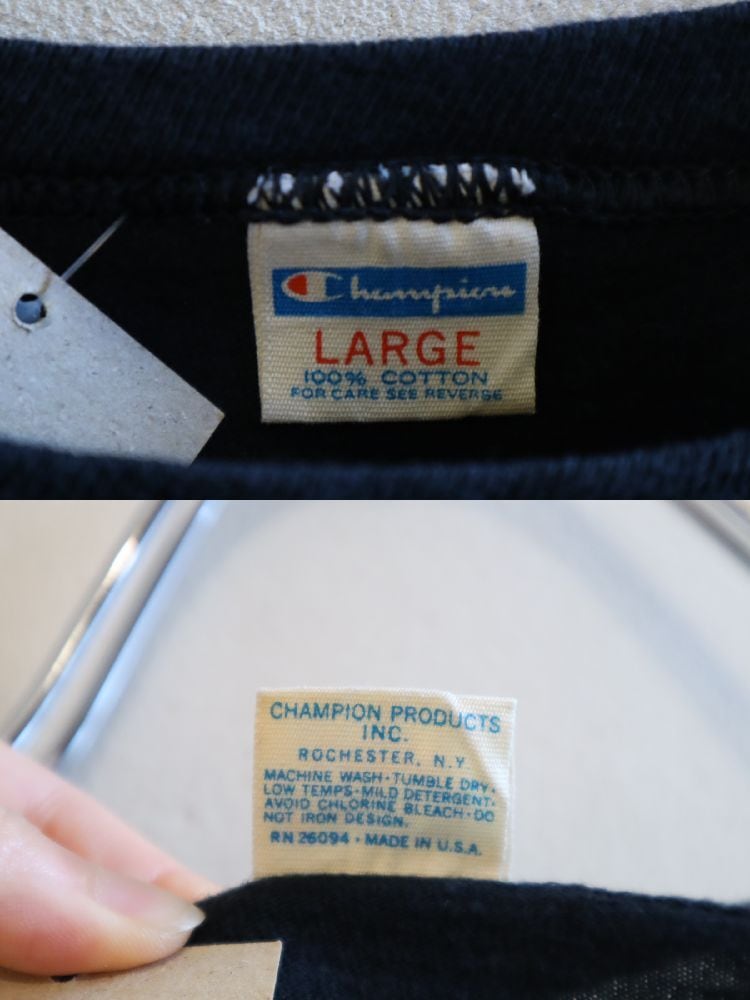 Champion
LARGE
100% COTTON
FOR CARE SEE REVERSE
CHAMPION PRODUCTS
INC.
ROCHESTER, N.Y
MACHINE WASH·TUMBLE DRY·
LOW TEMPS·MILD DETERGENT·
AVOID CHLORINE BLEACH·DO
NOT IRON DESIGN.
RN 26094 · MADE IN U.S.A.